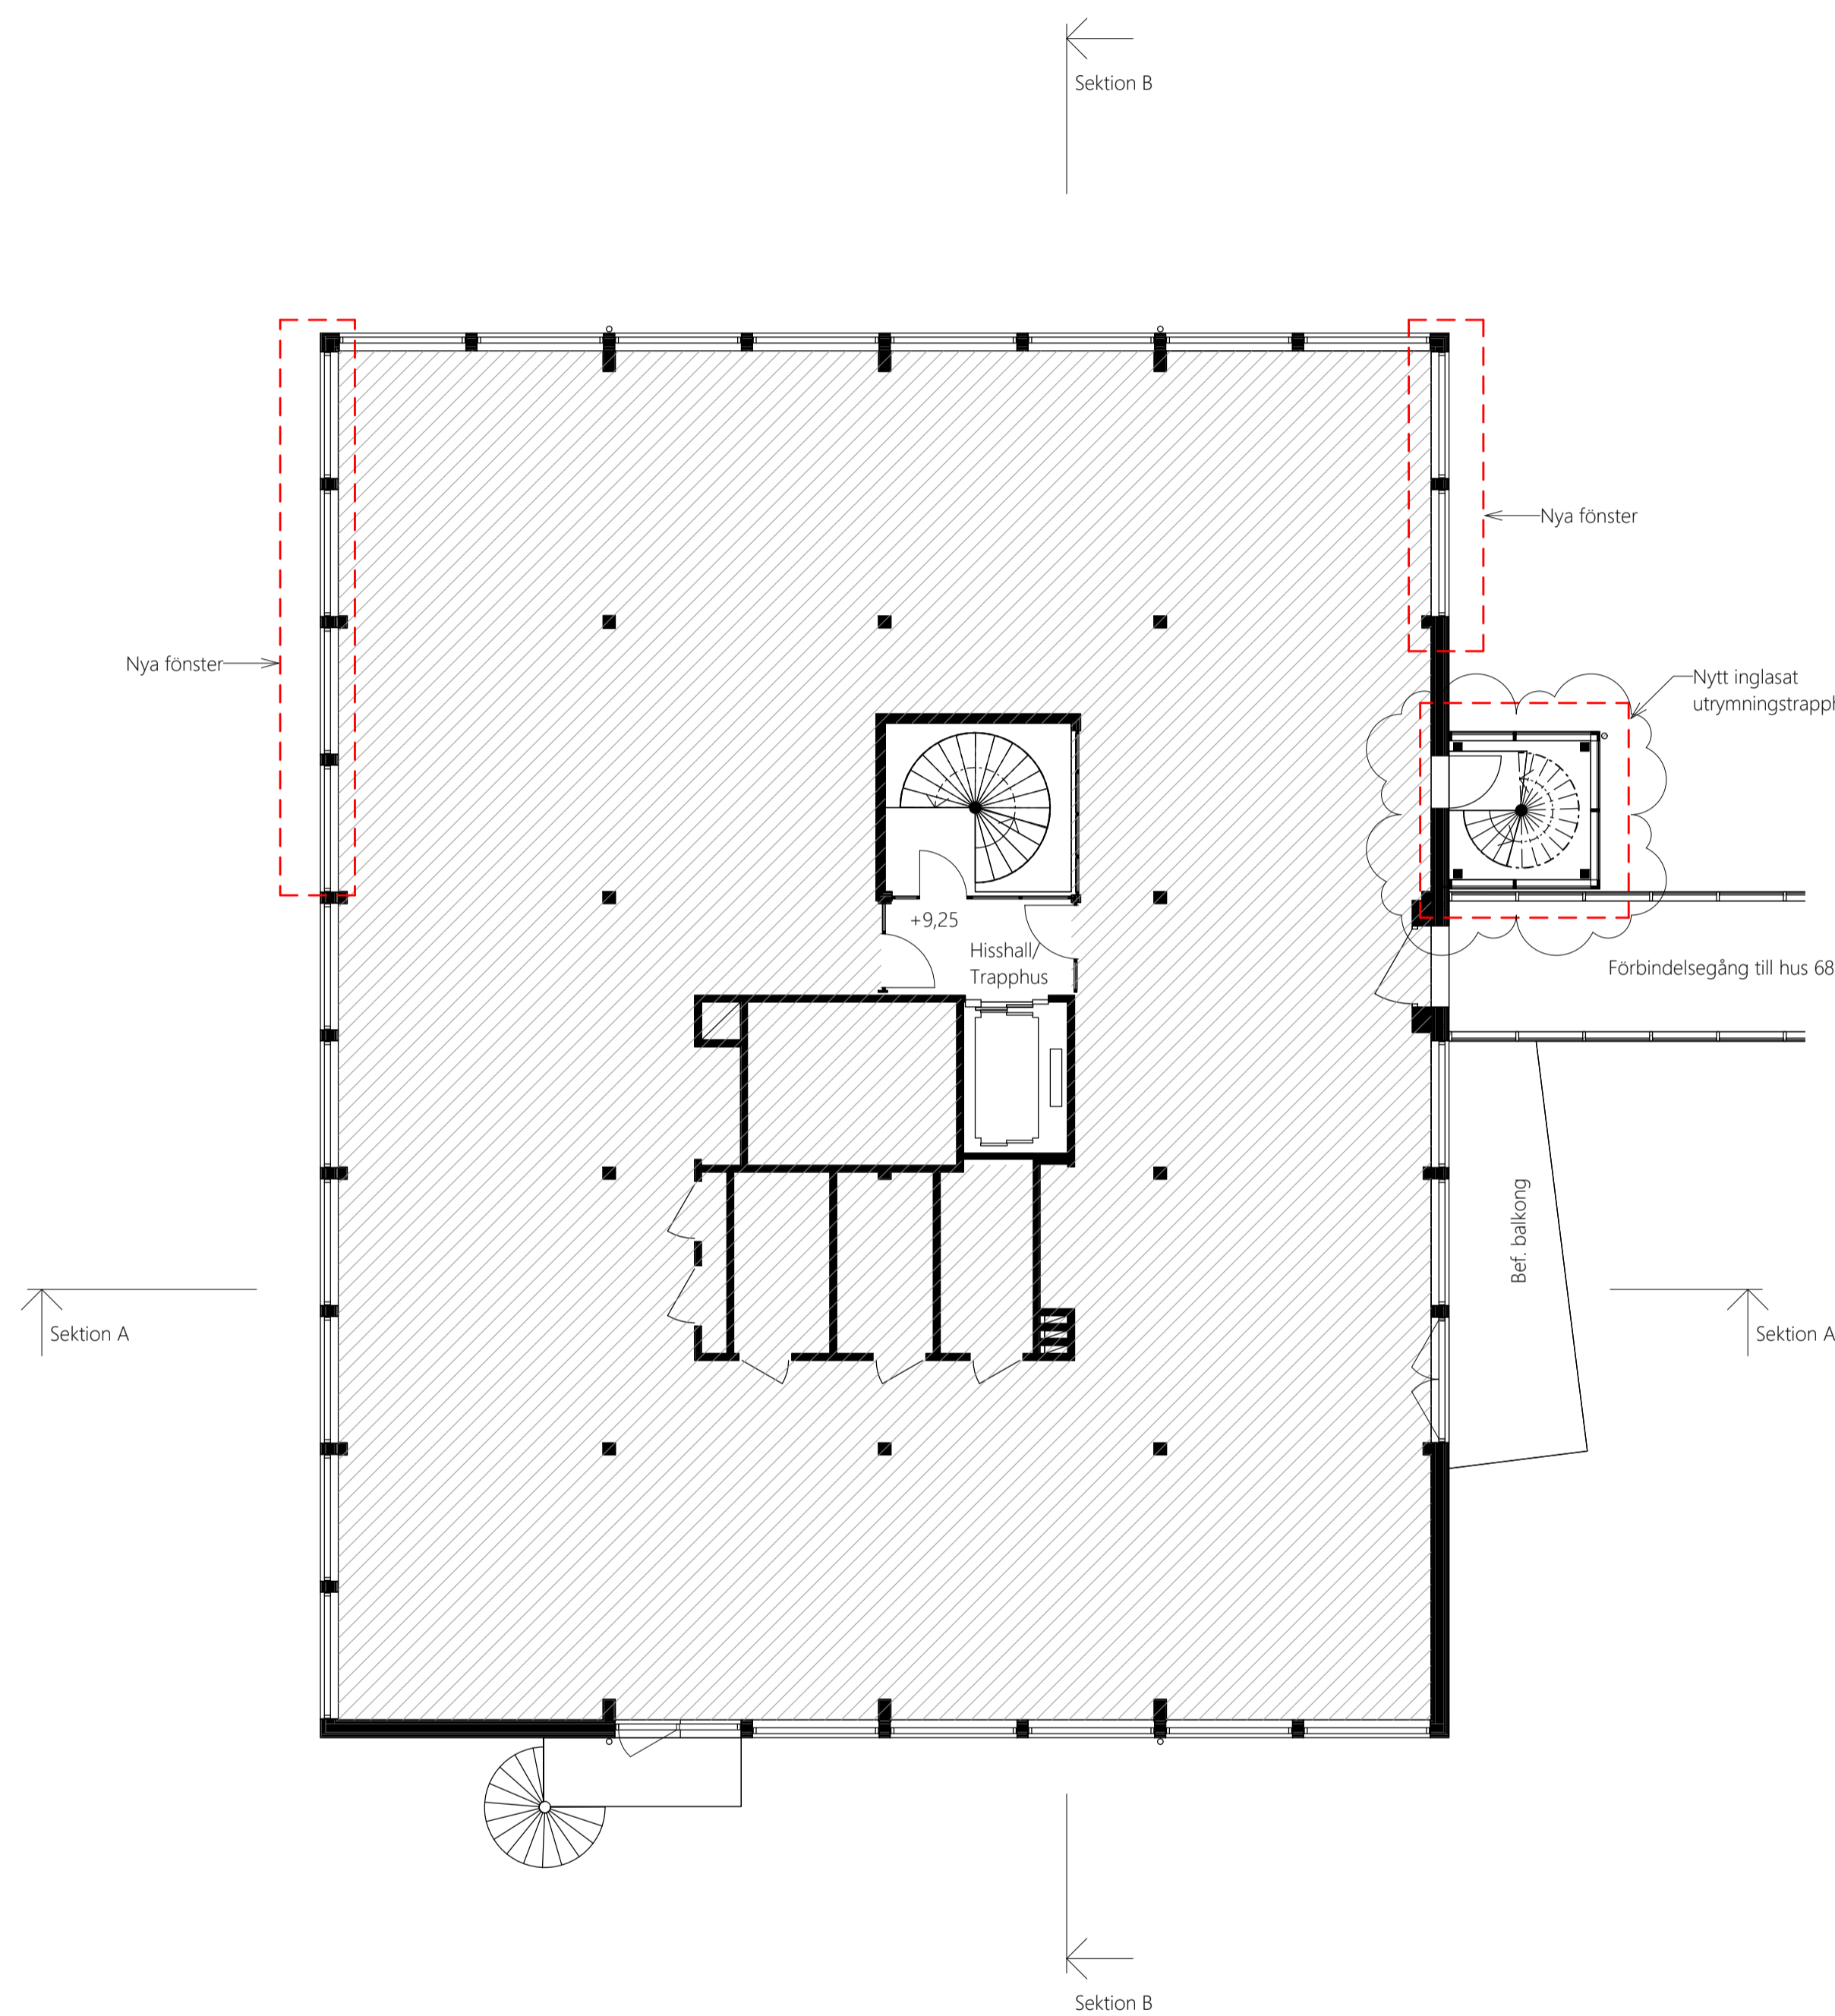 Sektion B
Nya fönster
Nya fönster
Nytt inglasat
utrymningstrapph
+9,25
Hisshall/
Trapphus
Förbindelsegång till hus 68
Bef. balkong
Sektion A
Sektion A
Sektion B